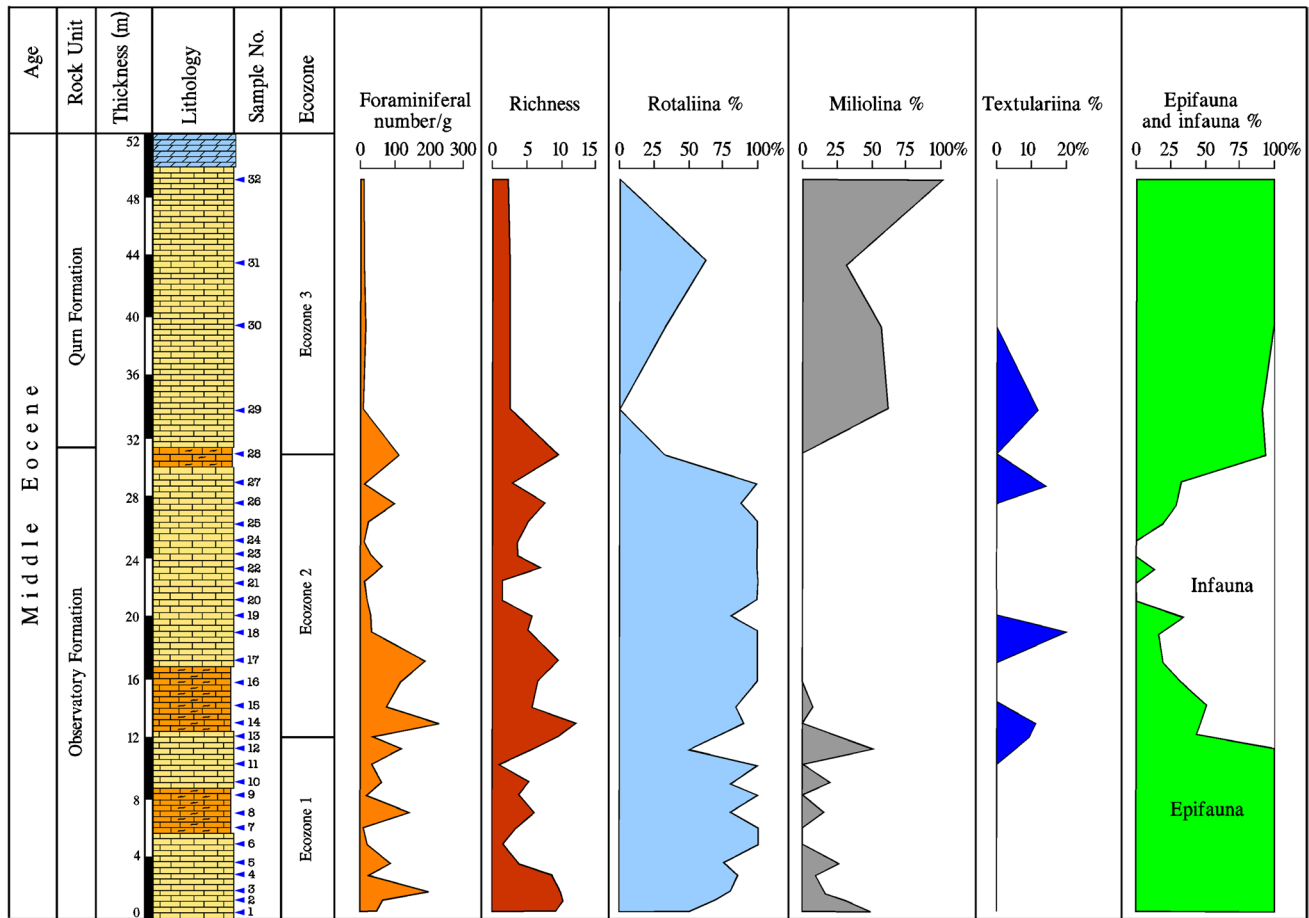 Age
Rock Unit
Thickness (m)
Lithology
Sample No.
Ecozone
Foraminiferal
number/g
0 100 200 300
Richness
0 5 10 15
Rotaliina %
0 25 50 75 100%
Miliolina %
0 25 50 75 100%
Textulariina %
0 10 20%
Epifauna
and infauna %
0 25 50 75 100%
Middle Eocene
Qurn Formation
Observatory Formation
52
48
44
40
36
32
28
24
20
16
12
8
4
0
32
31
30
29
28
27
26
25
24
23
22
21
20
19
18
17
16
15
14
13
12
11
10
9
8
7
6
5
4
3
2
1
Ecozone 3
Ecozone 2
Ecozone 1
Infauna
Epifauna